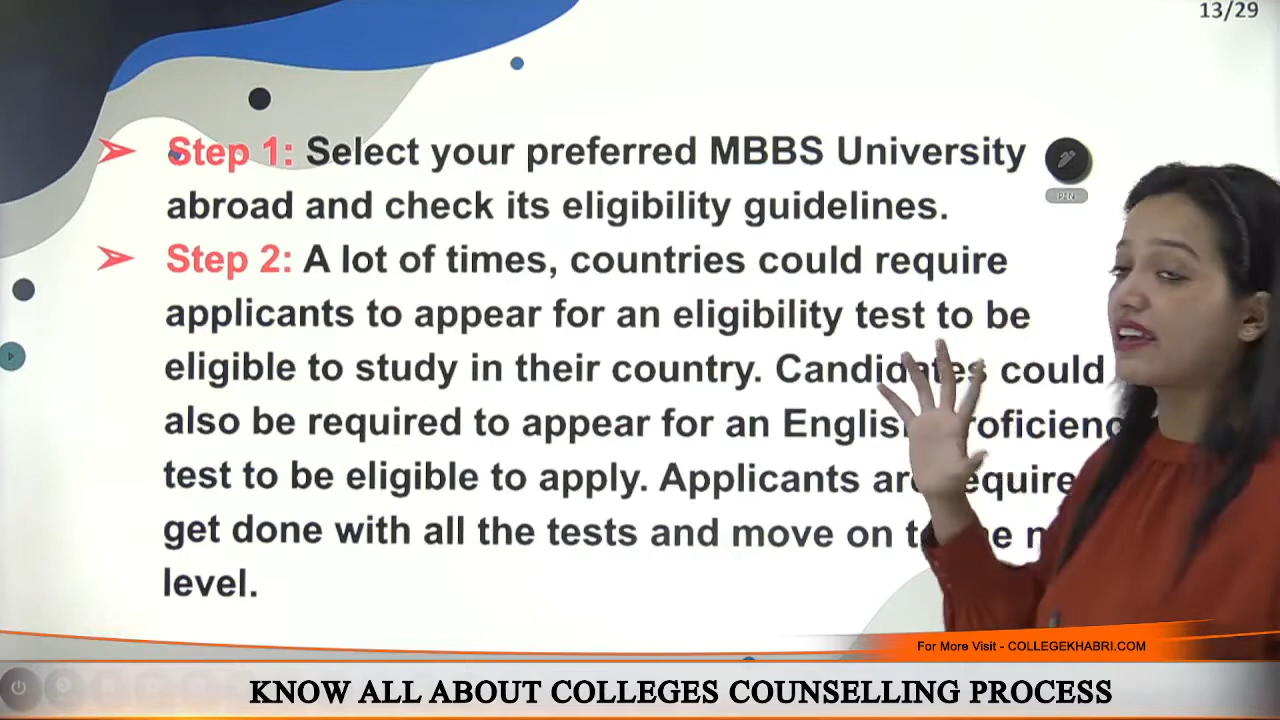 13/29
Step 1: Select your preferred MBBS University
abroad and check its eligibility guidelines.
PEN
Step 2: A lot of times, countries could require
applicants to appear for an eligibility test to be
eligible to study in their country. Candidates could
also be required to appear for an English
test to be eligible to apply. Applicants
get done with all the tests and move on
level.
For More Visit - COLLEGEKHABRI.COM
KNOW ALL ABOUT COLLEGES COUNSELLING PROCESS